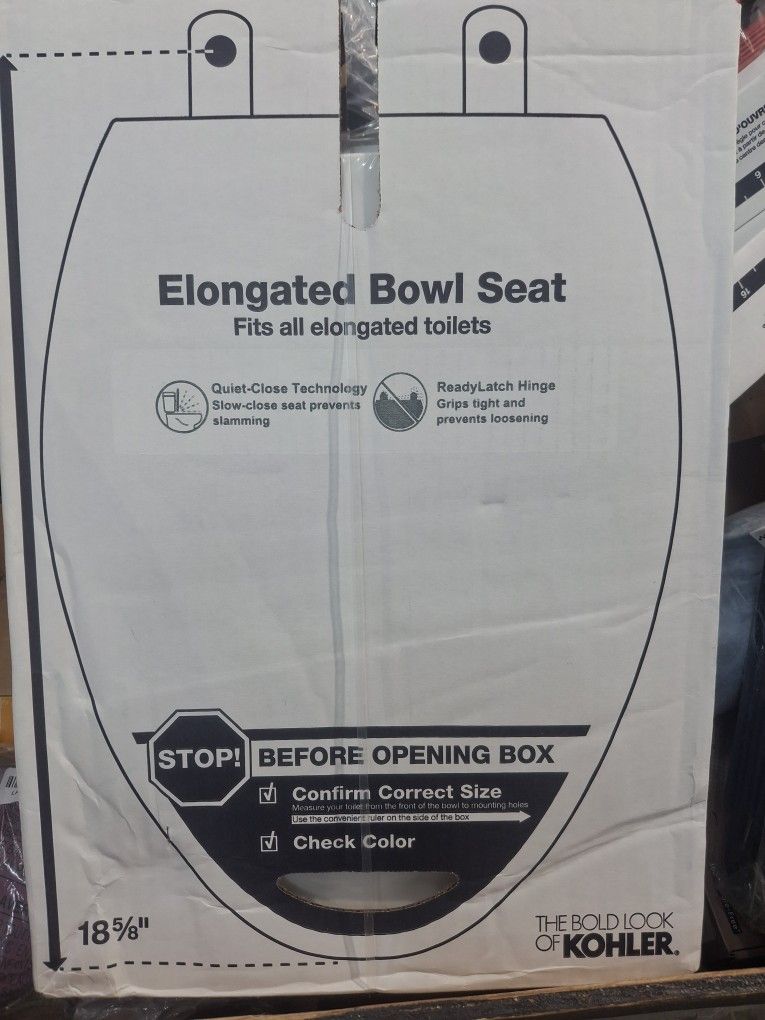 Elongated Bowl Seat
Fits all elongated toilets
Quiet-Close Technology
Slow-close seat prevents
slamming
ReadyLatch Hinge
Grips tight and
prevents loosening
STOP!
BEFORE OPENING BOX
Confirm Correct Size
Measure your toilet from the front of the bowl to mounting holes
Use the convenient ruler on the side of the box
Check Color
18⅝"
THE BOLD LOOK
OF KOHLER®
9
16